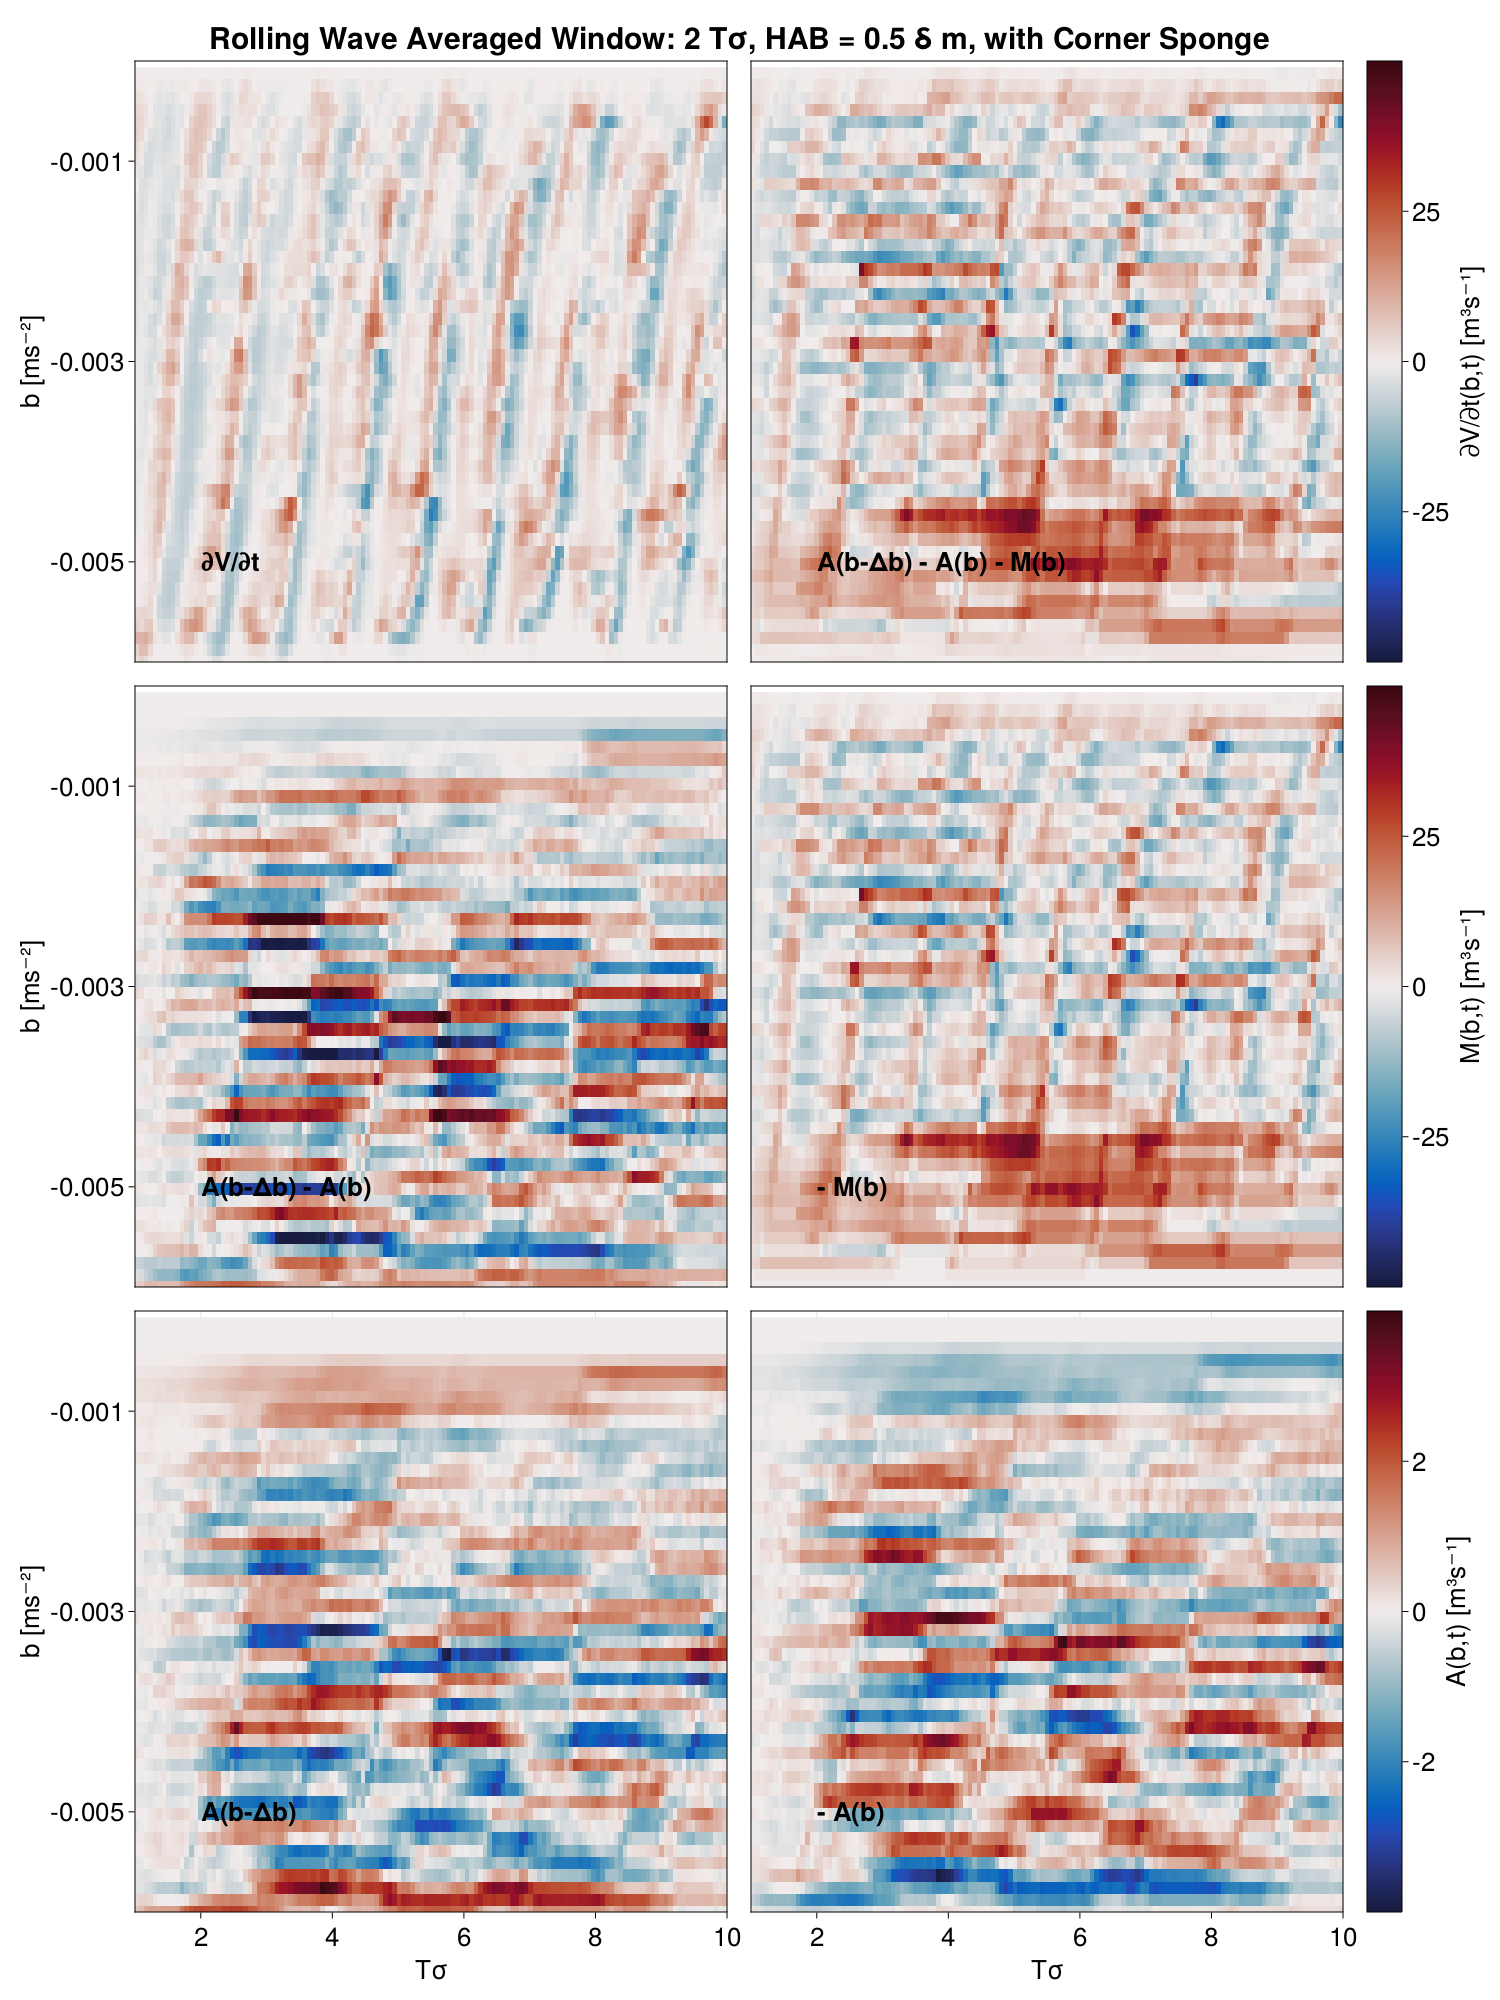 Rolling Wave Averaged Window: 2 Tσ, HAB = 0.5 δ m, with Corner Sponge
b [ms⁻²]
-0.001
-0.003
-0.005
∂V/∂t
A(b-Δb) - A(b) - M(b)
25
0
-25
∂V/∂t(b,t) [m³s⁻¹]
b [ms⁻²]
-0.001
-0.003
-0.005
A(b-Δb) - A(b)
- M(b)
25
0
-25
M(b,t) [m³s⁻¹]
b [ms⁻²]
-0.001
-0.003
-0.005
A(b-Δb)
- A(b)
2
0
-2
A(b,t) [m³s⁻¹]
2 4 6 8 10
2 4 6 8 10
Tσ
Tσ